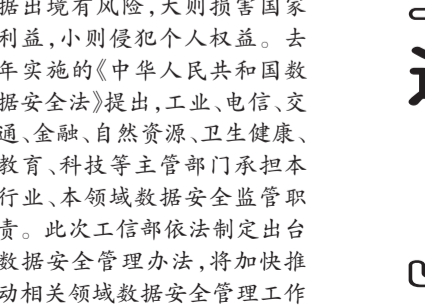 据出境有风险，大则损害国家
利益，小则侵犯个人权益。去
年实施的《中华人民共和国数
据安全法》提出，工业、电信、交
通、金融、自然资源、卫生健康、
教育、科技等主管部门承担本
行业、本领域数据安全监管职
责。此次工信部依法制定出台
数据安全管理办法，将加快推
动相关领域数据安全管理工作